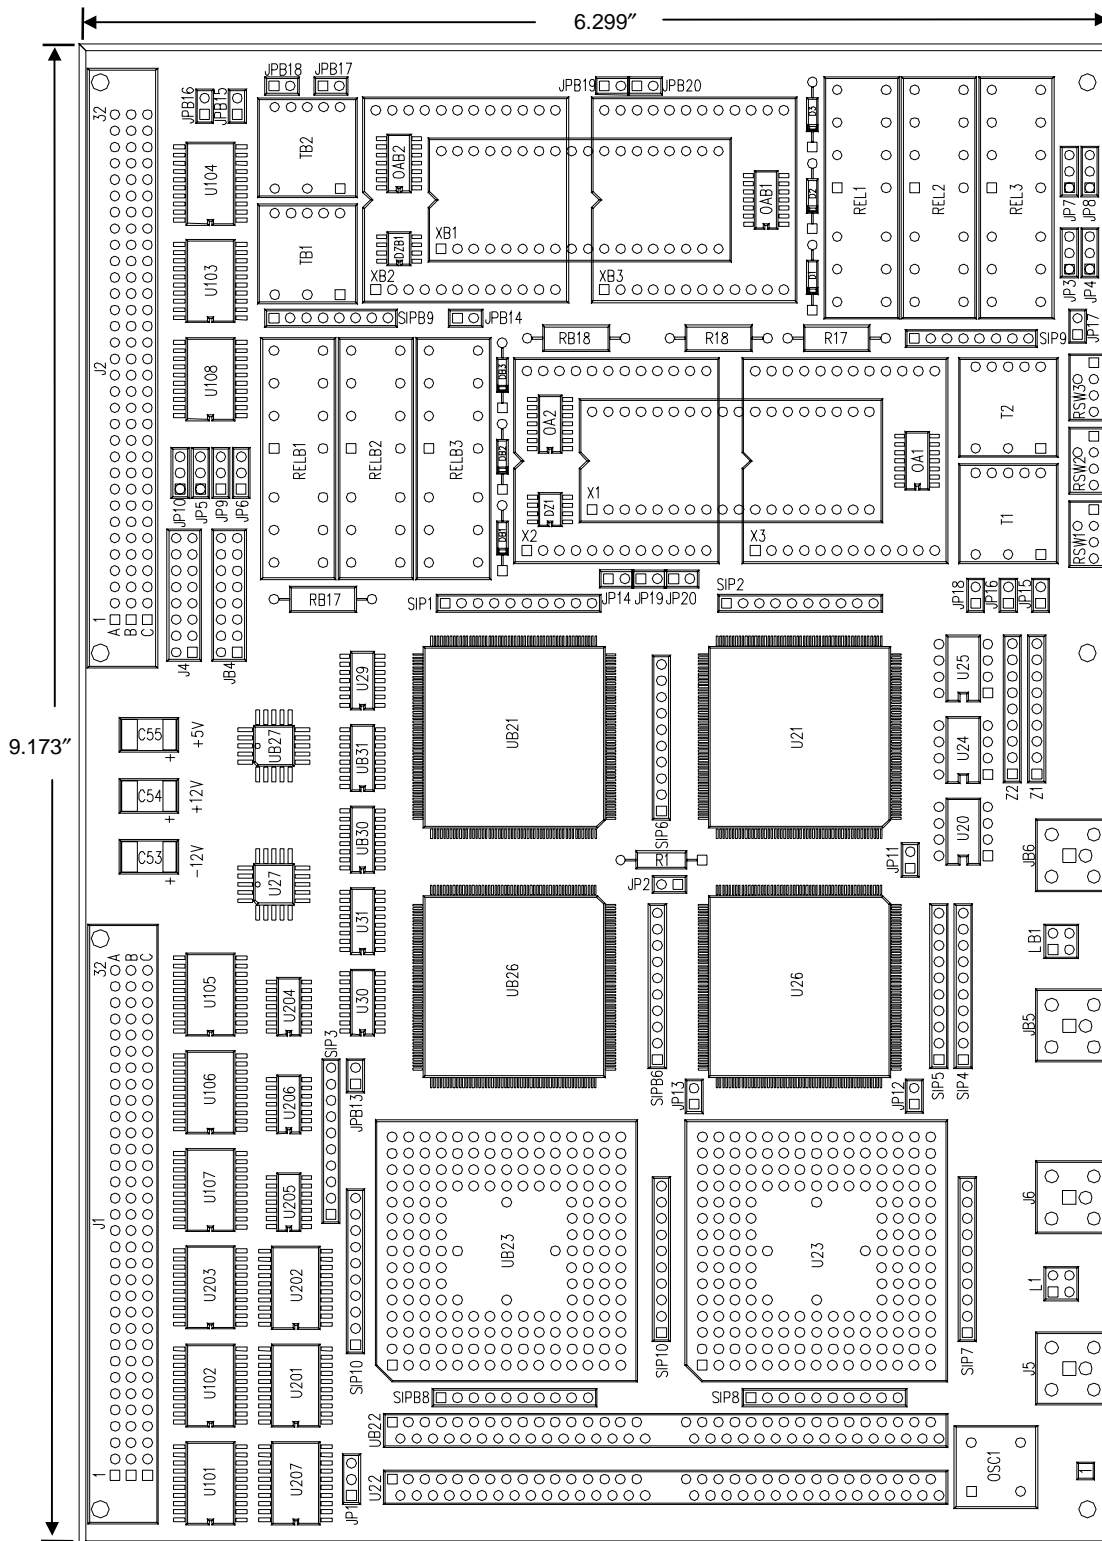 6.299″
9.173″
JPB18
JPB17
JPB19
JPB20
JPB16
JPB15
32
TB2
OAB2
OAB1
D3
D2
D1
REL1
REL2
REL3
JP7
JP8
U104
XB1
DZB1
TB1
XB2
XB3
JP3
JP4
U103
SIPB9
JPB14
RB18
R18
R17
SIP9
JP17
J2
U108
RELB1
RELB2
RELB3
DB3
DB2
DB1
OA2
OA1
T2
RSW3
RSW2
RSW1
JP10
JP5
JP9
JP6
X1
DZ1
X2
X3
T1
RB17
SIP1
JP14
JP19
JP20
SIP2
JP18
JP16
JP15
1
A
B
C
J4
JB4
U29
UB21
U21
U25
C55
+
+5V
UB27
UB31
U24
C54
+
+12V
Z2
Z1
SIP6
UB30
U20
C53
+
-12V
R1
JP11
JB6
U27
JP2
U31
LB1
32
A
B
C
U105
U204
U30
UB26
U26
JB5
SIP3
SIPB6
SIP5
SIP4
U106
U206
JPB13
JP13
JP12
U107
U205
J1
J6
UB23
U23
U203
U202
L1
SIP10
SIP10
SIP7
U102
U201
J5
SIPB8
SIP8
UB22
U101
U207
JP1
U22
OSC1
1
1